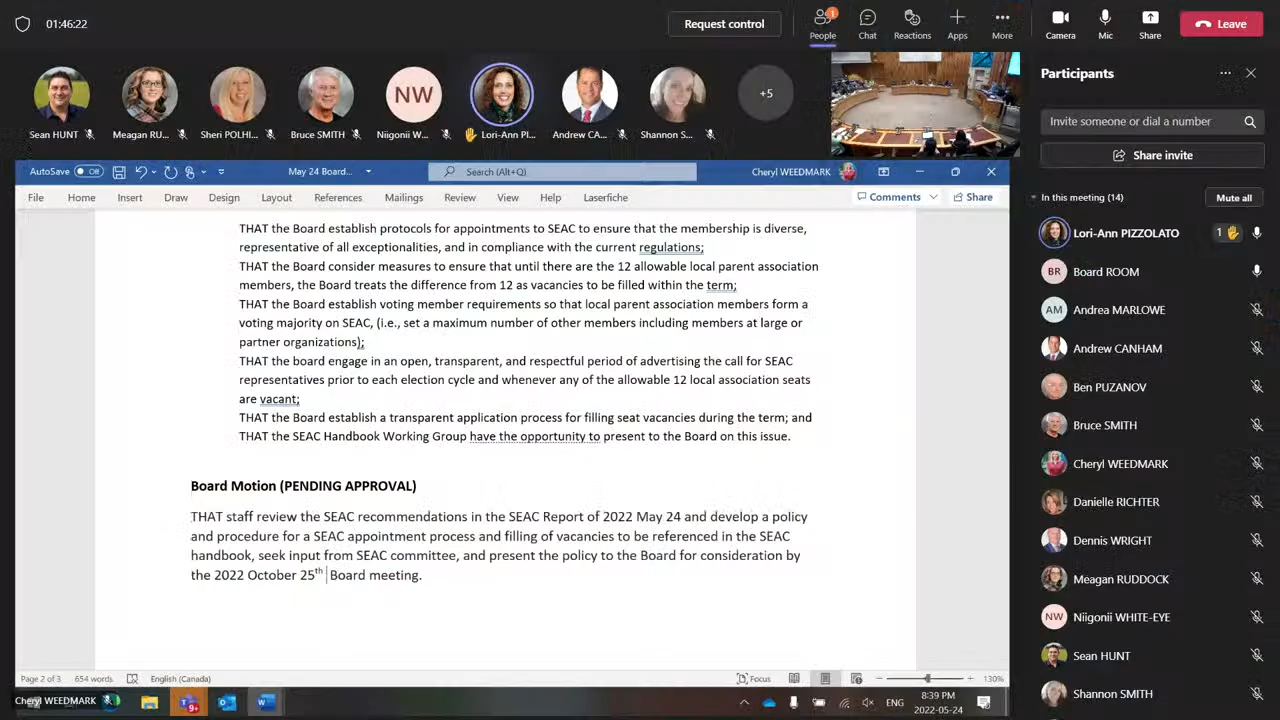 01:46:22
Request control
1
People
Chat
Reactions
Apps
More
Camera
Mic
Share
Leave
NW
+5
Sean HUNT
Meagan RU...
Sheri POLHI...
Bruce SMITH
Niigonii W...
Lori-Ann PI...
Andrew CA...
Shannon S...
Participants
Invite someone or dial a number
Share invite
In this meeting (14)
Mute all
Lori-Ann PIZZOLATO
1
BR
Board ROOM
AM
Andrea MARLOWE
Andrew CANHAM
Ben PUZANOV
Bruce SMITH
Cheryl WEEDMARK
Danielle RICHTER
Dennis WRIGHT
Meagan RUDDOCK
NW
Niigonii WHITE-EYE
Sean HUNT
Shannon SMITH
AutoSave
Off
May 24 Board...
Search (Alt+Q)
Cheryl WEEDMARK
File
Home
Insert
Draw
Design
Layout
References
Mailings
Review
View
Help
Laserfiche
Comments
Share
THAT the Board establish protocols for appointments to SEAC to ensure that the membership is diverse,
representative of all exceptionalities, and in compliance with the current regulations;
THAT the Board consider measures to ensure that until there are the 12 allowable local parent association
members, the Board treats the difference from 12 as vacancies to be filled within the term;
THAT the Board establish voting member requirements so that local parent association members form a
voting majority on SEAC, (i.e., set a maximum number of other members including members at large or
partner organizations);
THAT the board engage in an open, transparent, and respectful period of advertising the call for SEAC
representatives prior to each election cycle and whenever any of the allowable 12 local association seats
are vacant;
THAT the Board establish a transparent application process for filling seat vacancies during the term; and
THAT the SEAC Handbook Working Group have the opportunity to present to the Board on this issue.
Board Motion (PENDING APPROVAL)
THAT staff review the SEAC recommendations in the SEAC Report of 2022 May 24 and develop a policy
and procedure for a SEAC appointment process and filling of vacancies to be referenced in the SEAC
handbook, seek input from SEAC committee, and present the policy to the Board for consideration by
the 2022 October 25th Board meeting.
Page 2 of 3
654 words
English (Canada)
Focus
130%
Cheryl WEEDMARK
9+
ENG
8:39 PM
2022-05-24